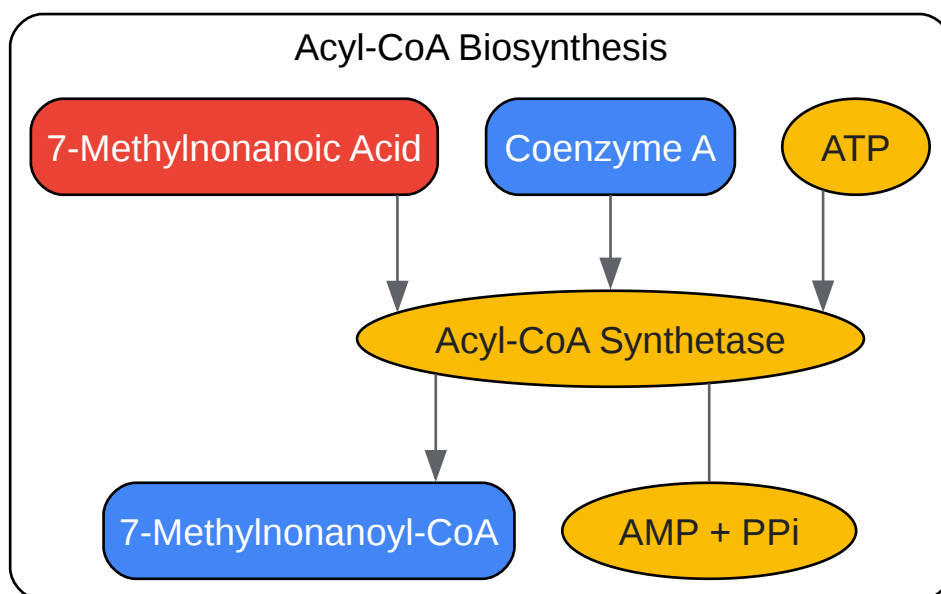 Acyl-CoA Biosynthesis
7-Methylnonanoic Acid
Coenzyme A
ATP
Acyl-CoA Synthetase
7-Methylnonanoyl-CoA
AMP + PPi